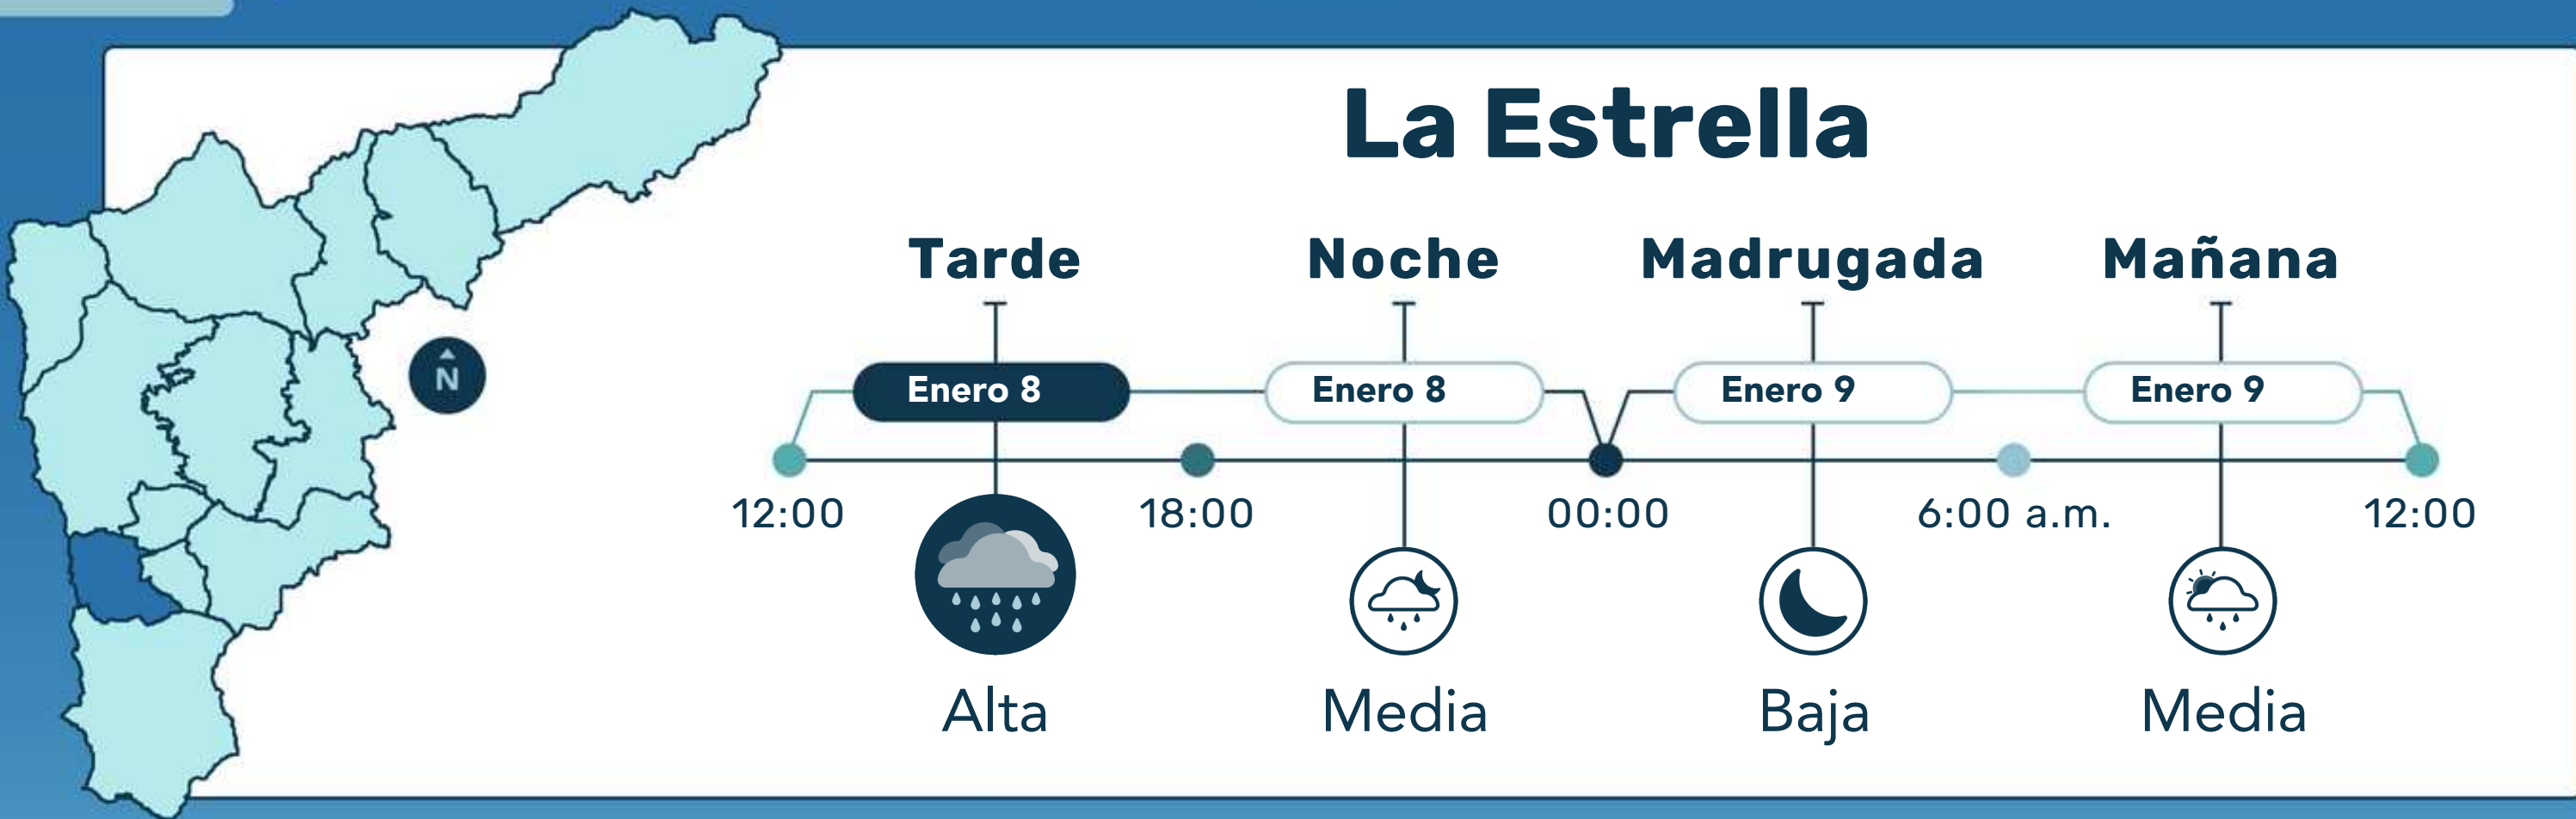 La Estrella
Tarde Noche Madrugada Mañana
N
Enero 8 Enero 8 Enero 9 Enero 9
12:00 18:00 00:00 6:00 a.m. 12:00
Alta Media Baja Media